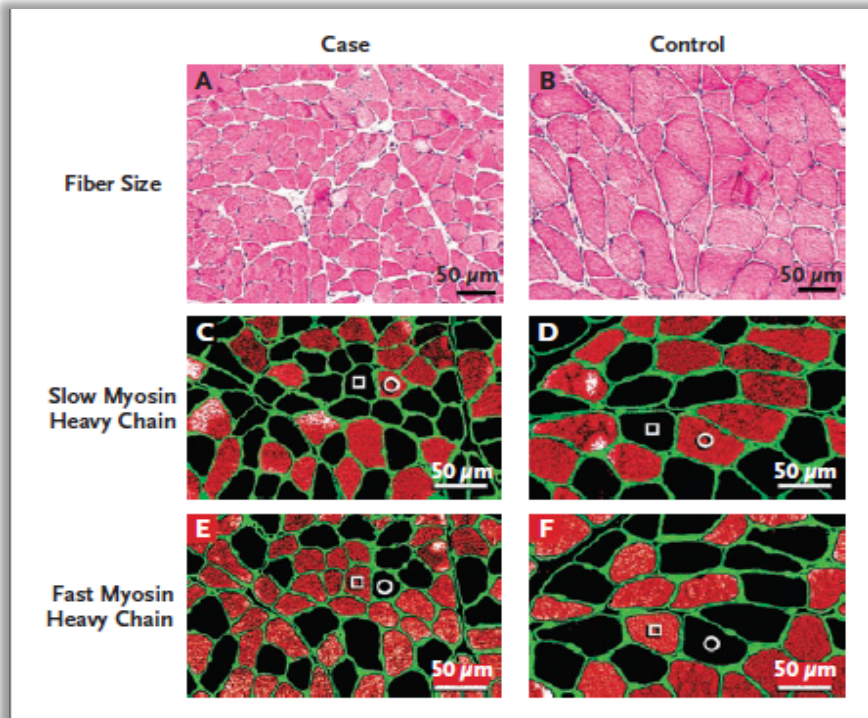 Case Control
A B
Fiber Size
50 µm 50 µm
C D
Slow Myosin
Heavy Chain
50 µm 50 µm
E F
Fast Myosin
Heavy Chain
50 µm 50 µm